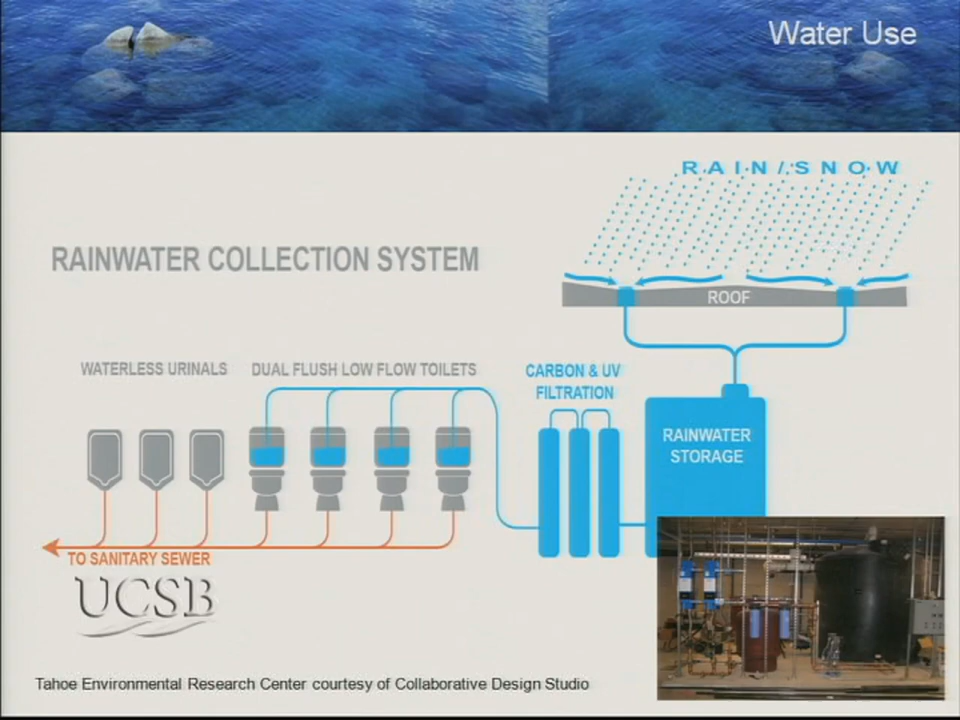 Water Use
RAIN/SNOW
RAINWATER COLLECTION SYSTEM
ROOF
WATERLESS URINALS
DUAL FLUSH LOW FLOW TOILETS
CARBON & UV
FILTRATION
RAINWATER
STORAGE
TO SANITARY SEWER
UCSB
Tahoe Environmental Research Center courtesy of Collaborative Design Studio